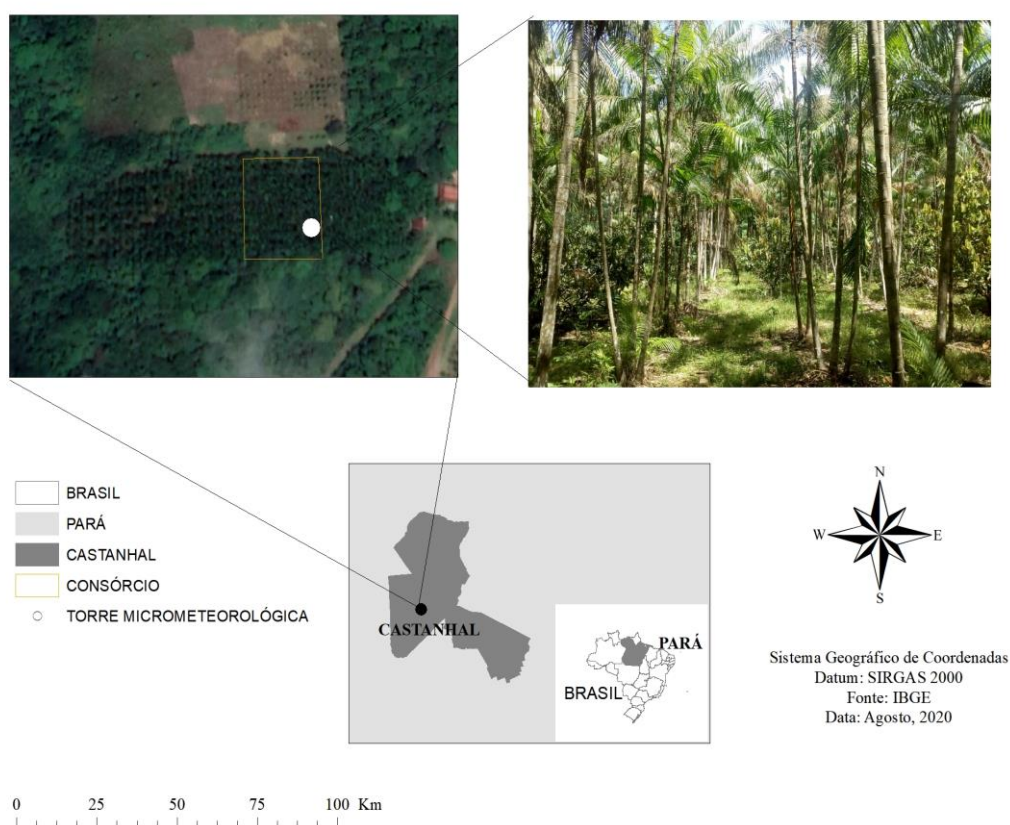 BRASIL
PARÁ
CASTANHAL
CONSÓRCIO
TORRE MICROMETEOROLÓGICA
CASTANHAL
PARÁ
BRASIL
N
W E
S
Sistema Geográfico de Coordenadas
Datum: SIRGAS 2000
Fonte: IBGE
Data: Agosto, 2020
0 25 50 75 100 Km